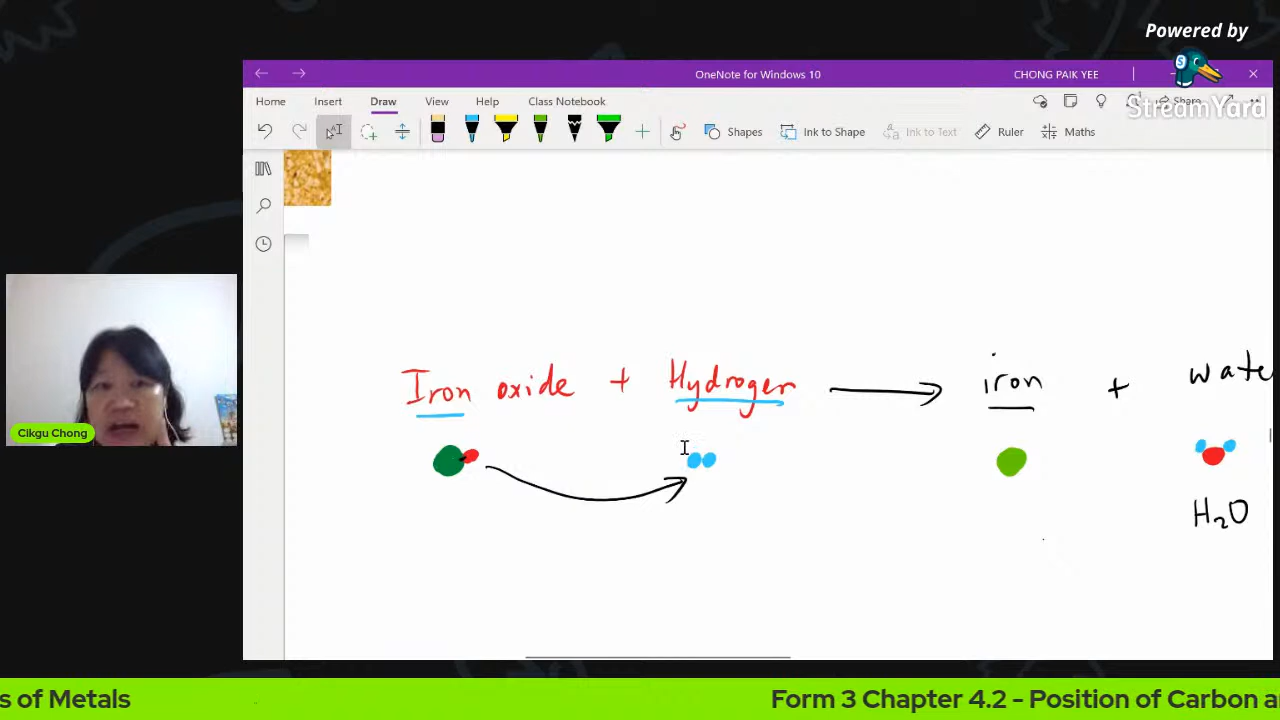 Powered by
StreamYard
OneNote for Windows 10
CHONG PAIK YEE
Home Insert Draw View Help Class Notebook
Share
Shapes Ink to Shape Ink to Text Ruler Maths
Iron oxide + Hydrogen → iron + wate
H₂O
Cikgu Chong
s of Metals
Form 3 Chapter 4.2 - Position of Carbon a